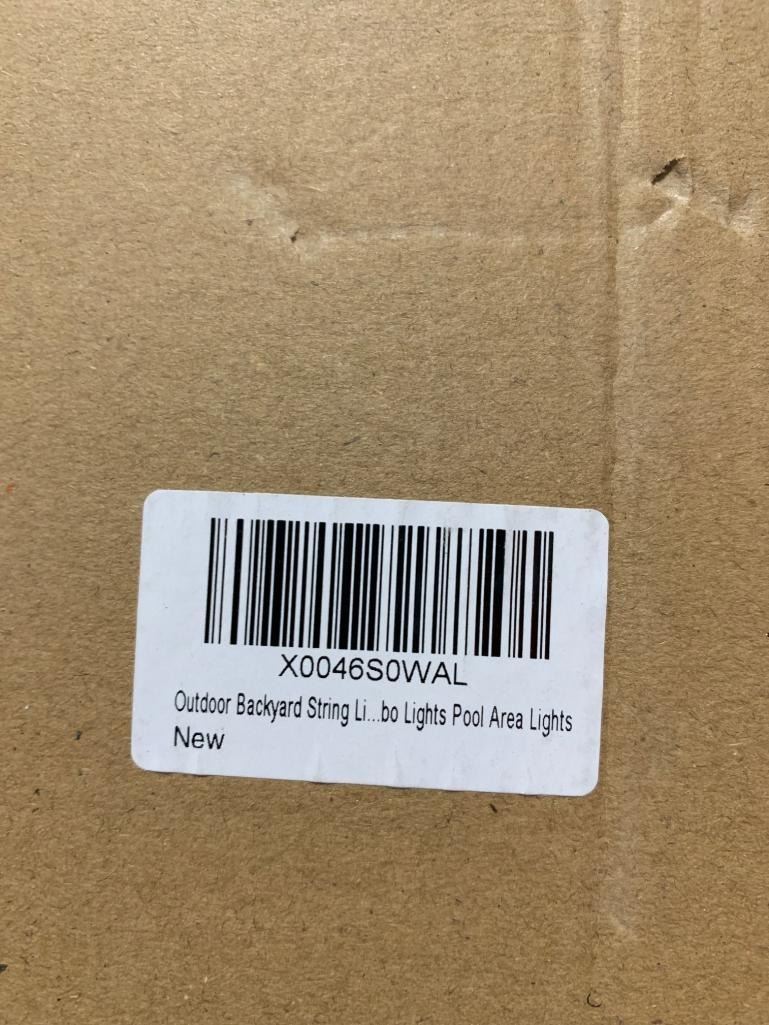 X0046S0WAL
Outdoor Backyard String Li...bo Lights Pool Area Lights
New